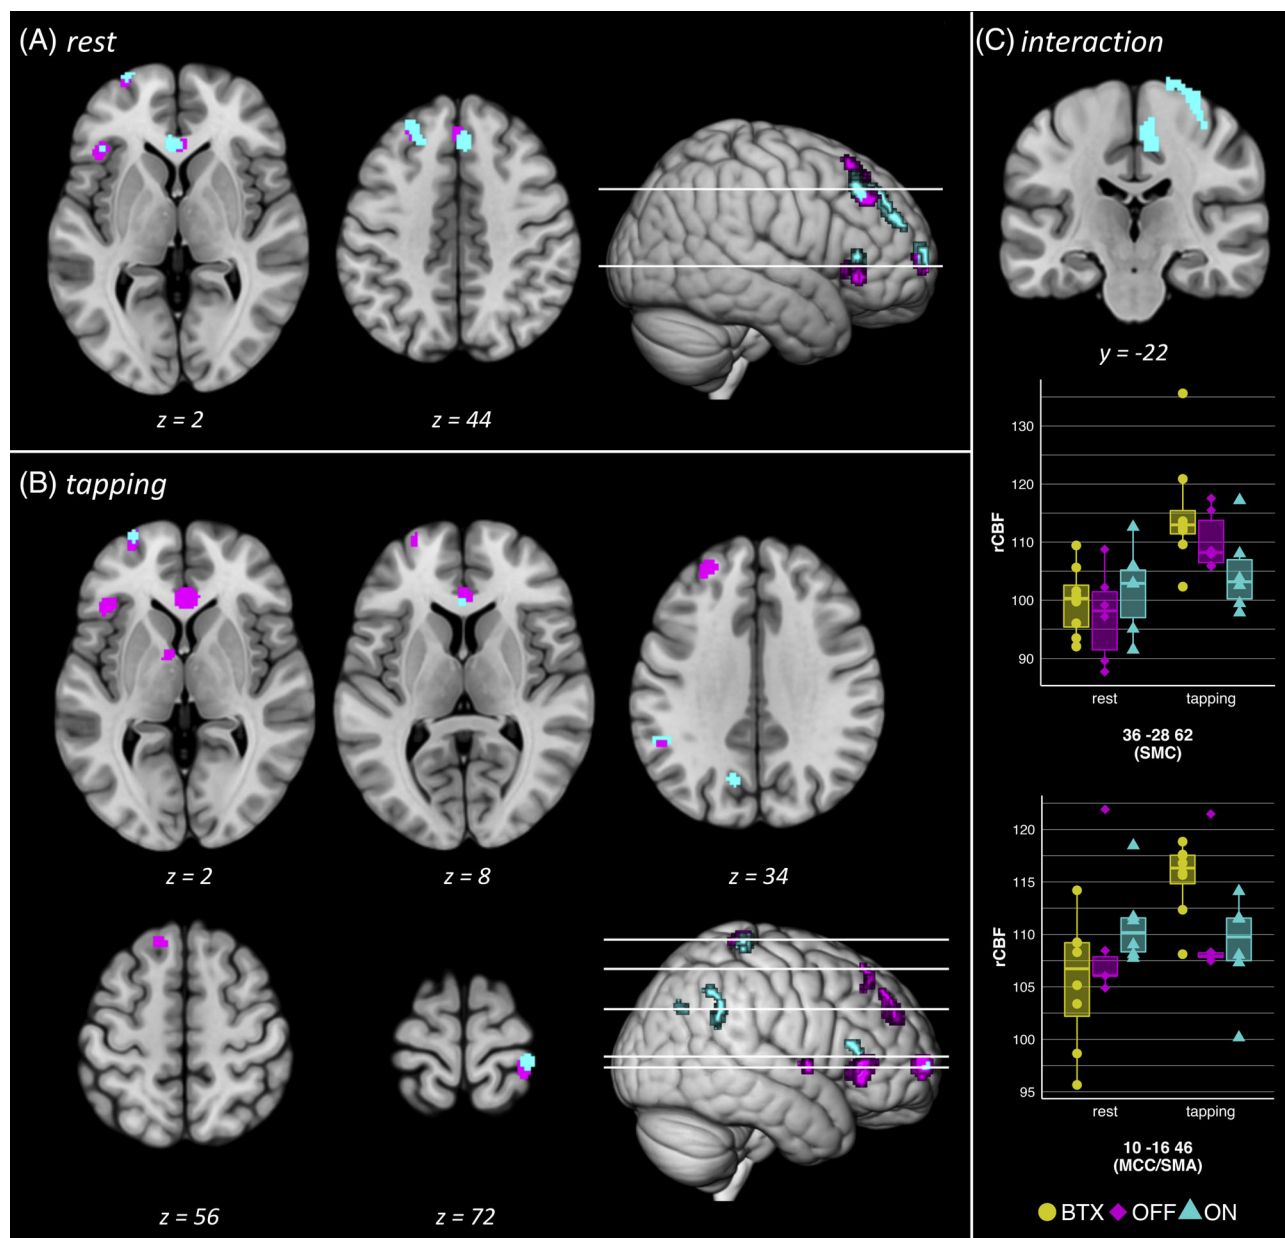 (A) rest
z = 2
z = 44
(B) tapping
z = 2
z = 8
z = 34
z = 56
z = 72
(C) interaction
y = -22
130
120
110
100
90
rCBF
rest
tapping
36 -28 62
(SMC)
120
115
110
105
100
95
rCBF
rest
tapping
10 -16 46
(MCC/SMA)
BTX OFF ON